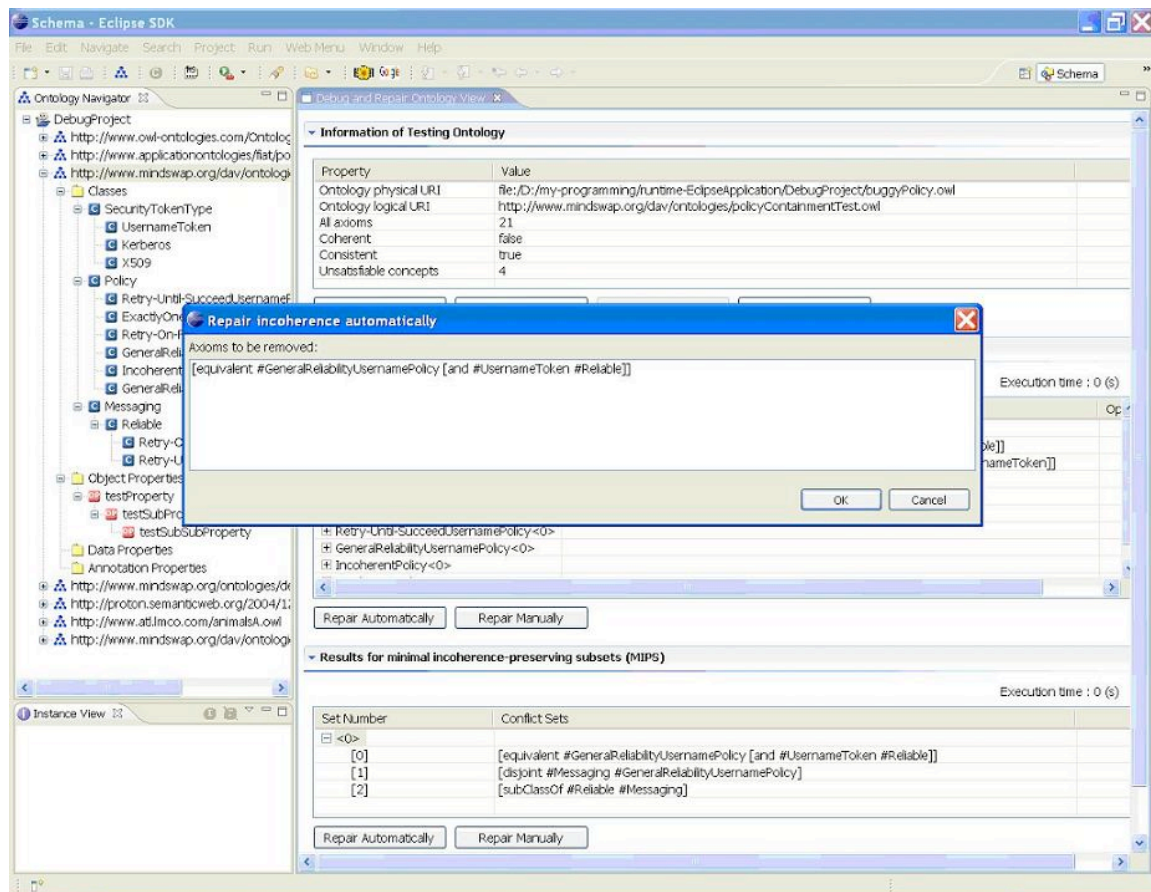 Schema - Eclipse SDK
File Edit Navigate Search Project Run Web Menu Window Help
Schema
Ontology Navigator
Debug and Repair Ontology View
DebugProject
http://www.owl-ontologies.com/Ontolog
http://www.applicationontologies/fiat/po
http://www.mindswap.org/dav/ontologi
Classes
SecurityTokenType
UsernameToken
Kerberos
X509
Policy
Retry-Until-SucceedUsernameP
ExactlyOne
Retry-On-F
GeneralReli
Incoherent
GeneralReli
Messaging
Reliable
Retry-O
Retry-U
Object Properties
testProperty
testSubPro
testSubSubProperty
Data Properties
Annotation Properties
http://www.mindswap.org/ontologies/de
http://proton.semanticweb.org/2004/12
http://www.atl.lmco.com/animalsA.owl
http://www.mindswap.org/dav/ontologi
Instance View
Information of Testing Ontology
Property Value
Ontology physical URI file:/D:/my-programming/runtime-EclipseApplication/DebugProject/buggyPolicy.owl
Ontology logical URI http://www.mindswap.org/dav/ontologies/policyContainmentTest.owl
All axioms 21
Coherent false
Consistent true
Unsatisfiable concepts 4
Repair incoherence automatically
Axioms to be removed:
[equivalent #GeneralReliabilityUsernamePolicy [and #UsernameToken #Reliable]]
OK Cancel
Execution time : 0 (s)
Op
ble]]
nameToken]]
Retry-Until-SucceedUsernamePolicy<0>
GeneralReliabilityUsernamePolicy<0>
IncoherentPolicy<0>
Repair Automatically Repair Manually
Results for minimal incoherence-preserving subsets (MIPS)
Execution time : 0 (s)
Set Number Conflict Sets
<0>
[0] [equivalent #GeneralReliabilityUsernamePolicy [and #UsernameToken #Reliable]]
[1] [disjoint #Messaging #GeneralReliabilityUsernamePolicy]
[2] [subClassOf #Reliable #Messaging]
Repair Automatically Repair Manually